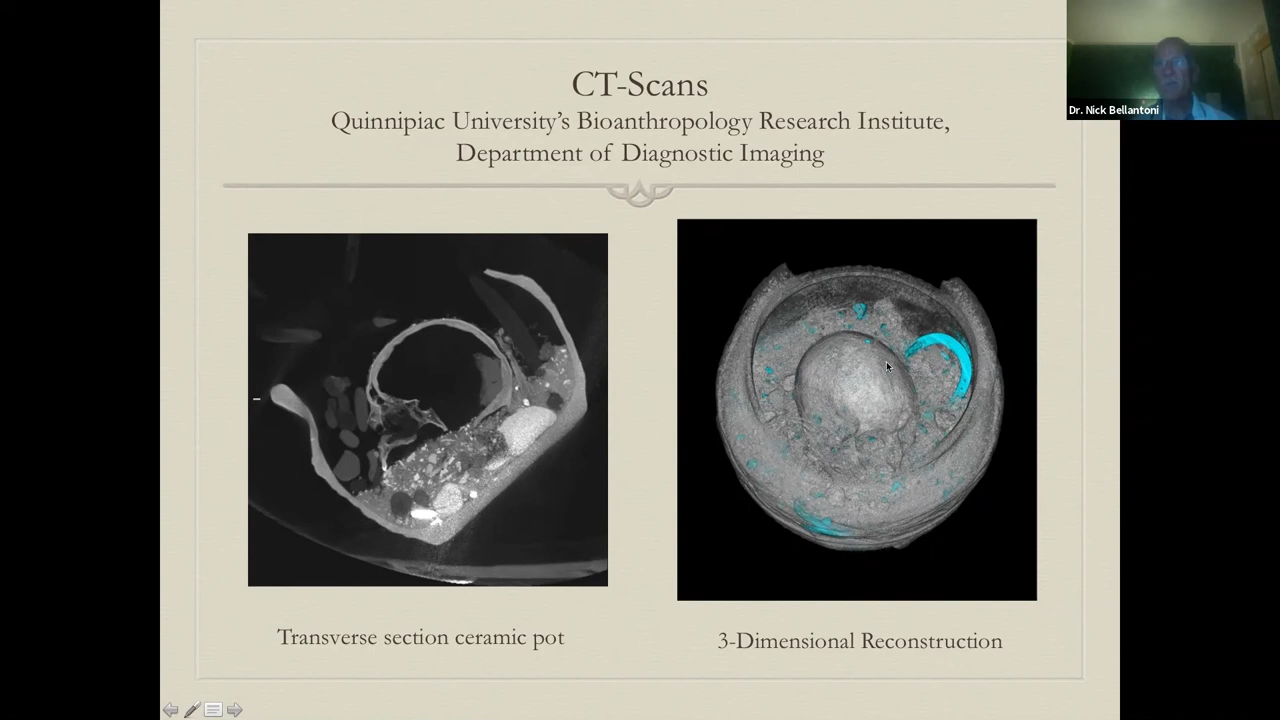 CT-Scans
Quinnipiac University's Bioanthropology Research Institute,
Department of Diagnostic Imaging
Dr. Nick Bellantoni
Transverse section ceramic pot
3-Dimensional Reconstruction